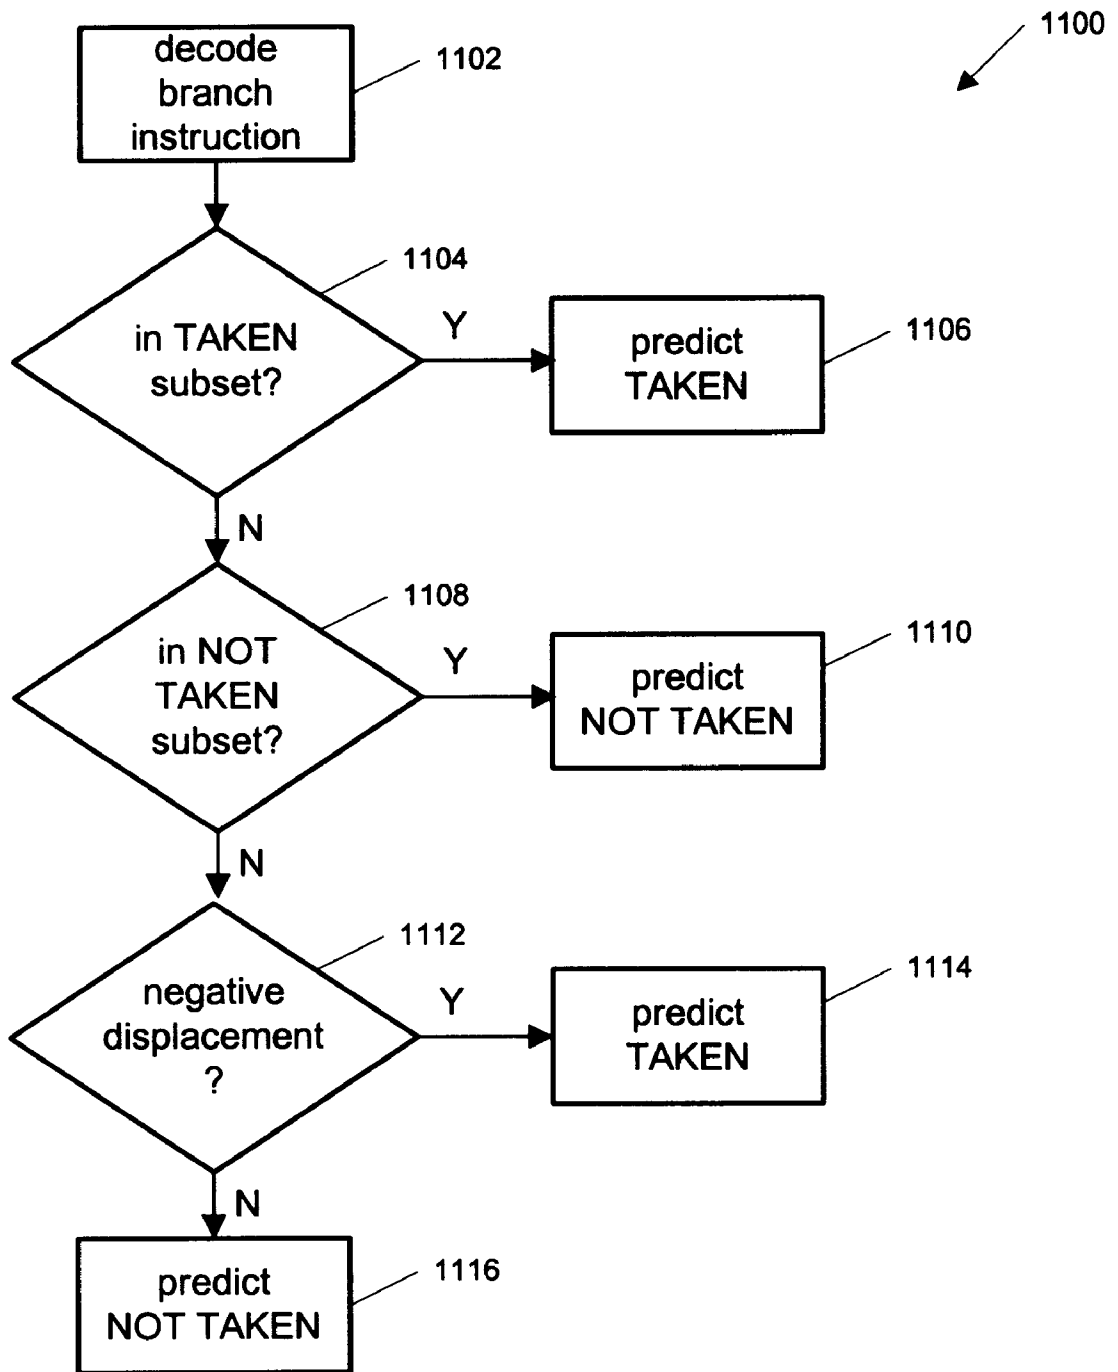 1100
decode
branch
instruction
1102
in TAKEN
subset?
1104
Y
predict
TAKEN
1106
N
in NOT
TAKEN
subset?
1108
Y
predict
NOT TAKEN
1110
N
negative
displacement
?
1112
Y
predict
TAKEN
1114
N
predict
NOT TAKEN
1116